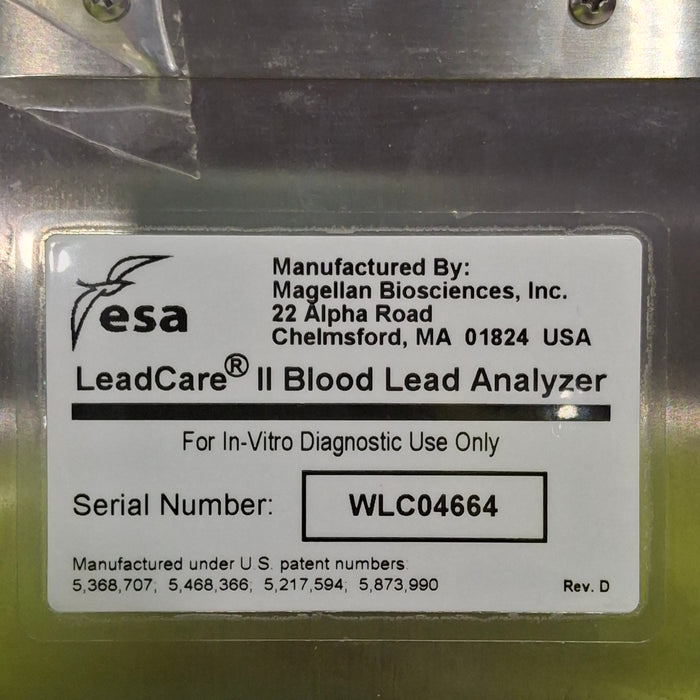 esa
Manufactured By:
Magellan Biosciences, Inc.
22 Alpha Road
Chelmsford, MA 01824 USA
LeadCare® II Blood Lead Analyzer
For In-Vitro Diagnostic Use Only
Serial Number: WLC04664
Manufactured under U.S. patent numbers:
5,368,707; 5,468,366; 5,217,594; 5,873,990 Rev. D